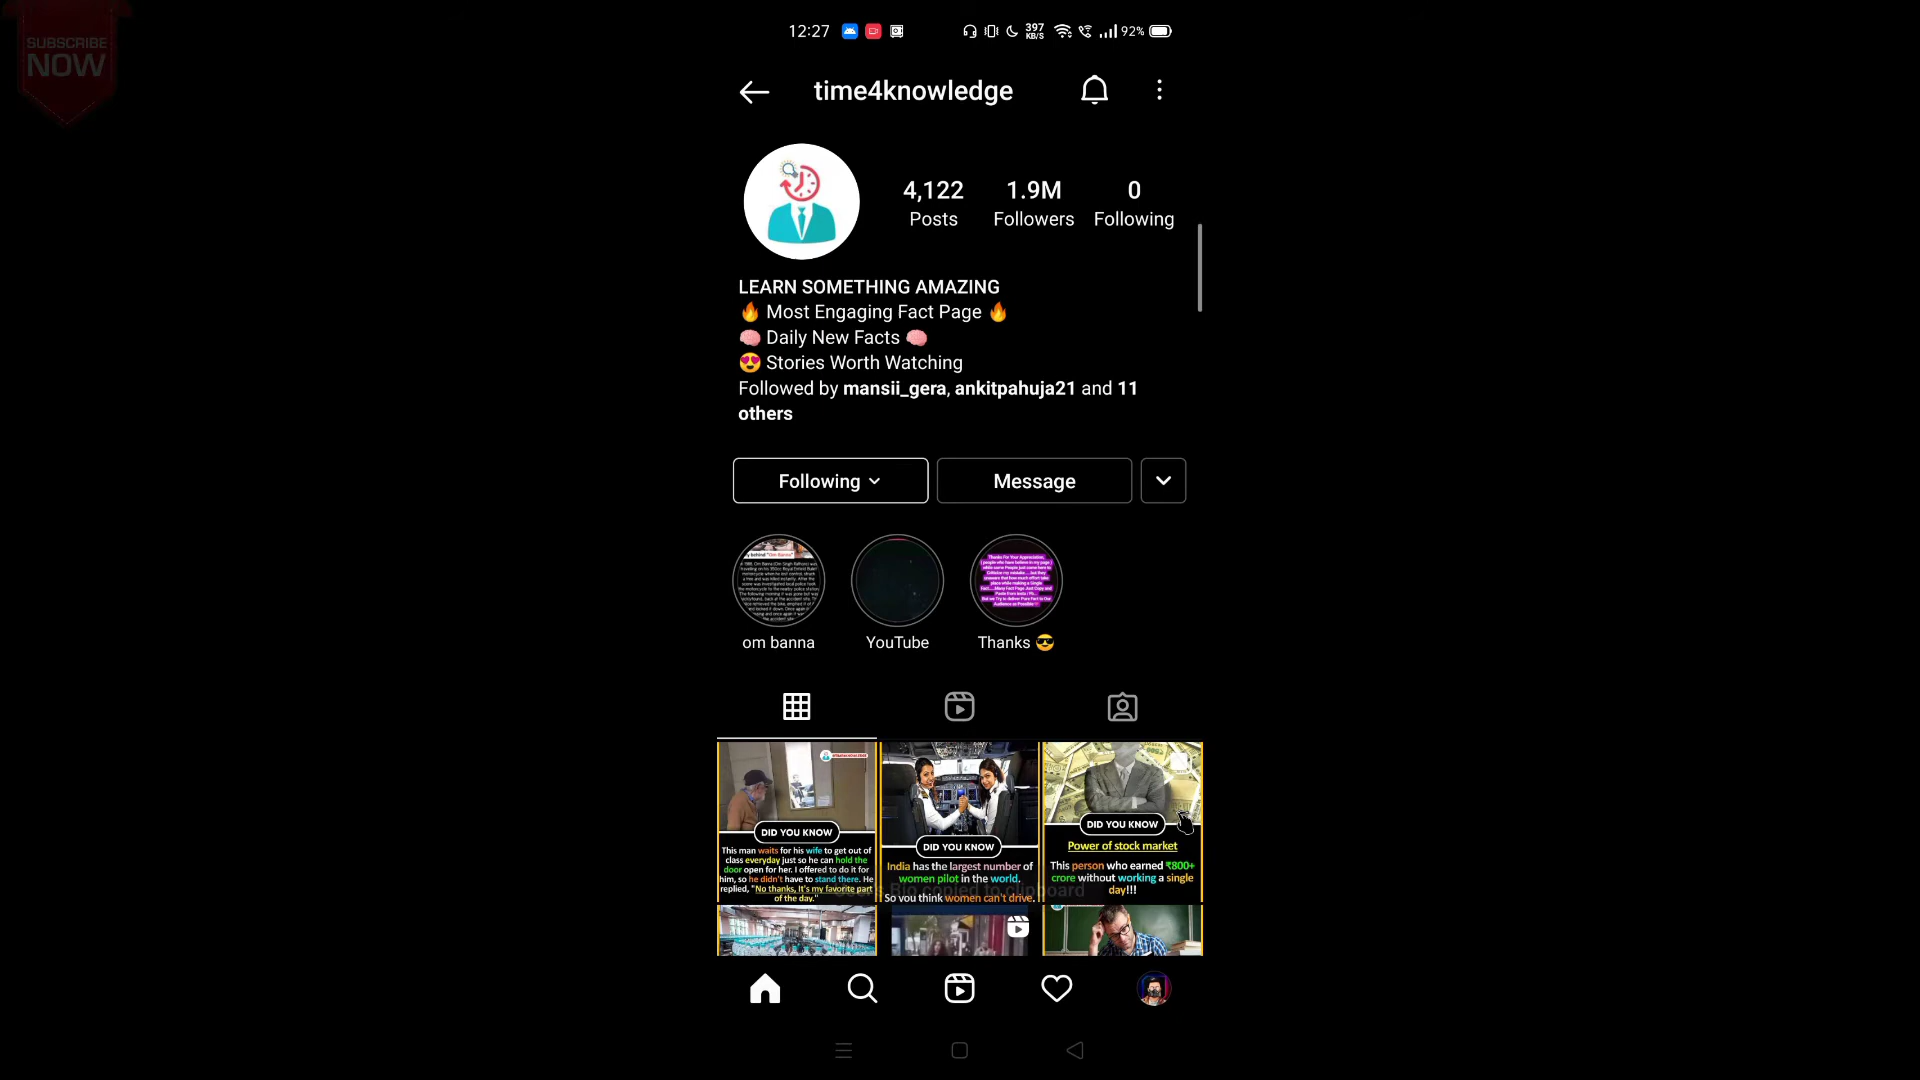 SUBSCRIBE
NOW
12:27
397
KB/S
92%
time4knowledge
4,122
Posts
1.9M
Followers
0
Following
LEARN SOMETHING AMAZING
🔥 Most Engaging Fact Page 🔥
🧠 Daily New Facts 🧠
😍 Stories Worth Watching
Followed by mansii_gera, ankitpahuja21 and 11
others
Following
Message
om banna
YouTube
Thanks 😎
DID YOU KNOW
This man waits for his wife to get out of
class everyday just so he can hold the
door open for her. I offered to do it for
him, so he didn't have to stand there. He
replied, "No thanks, It's my favorite part
of the day."
DID YOU KNOW
India has the largest number of
women pilot in the world.
So you think women can't drive.
DID YOU KNOW
Power of stock market
This person who earned ₹800+
crore without working a single
day!!!
Bio copied to clipboard